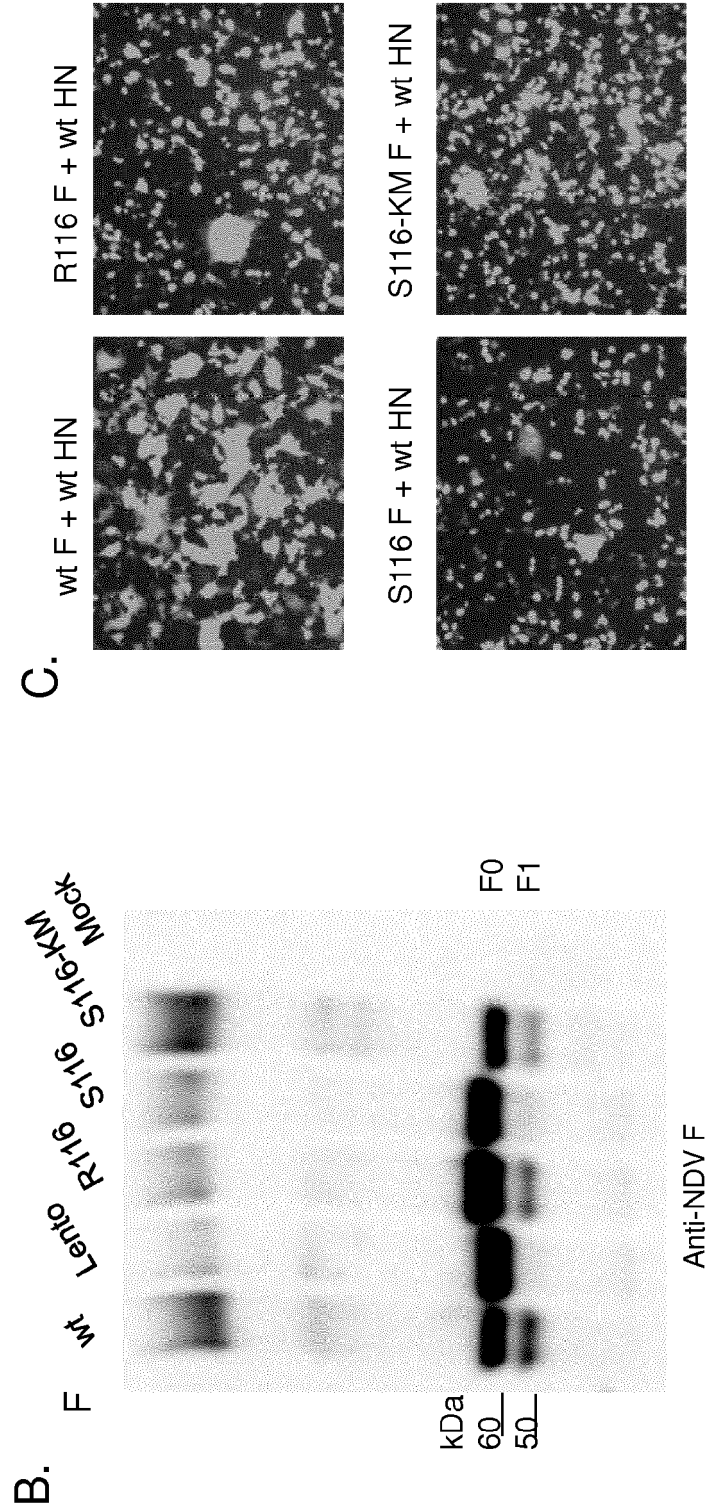 B.
F
wt
Lento
R116
S116
S116-KM
Mock
kDa
60
50
F0
F1
Anti-NDV F
C.
wt F + wt HN
R116 F + wt HN
S116 F + wt HN
S116-KM F + wt HN